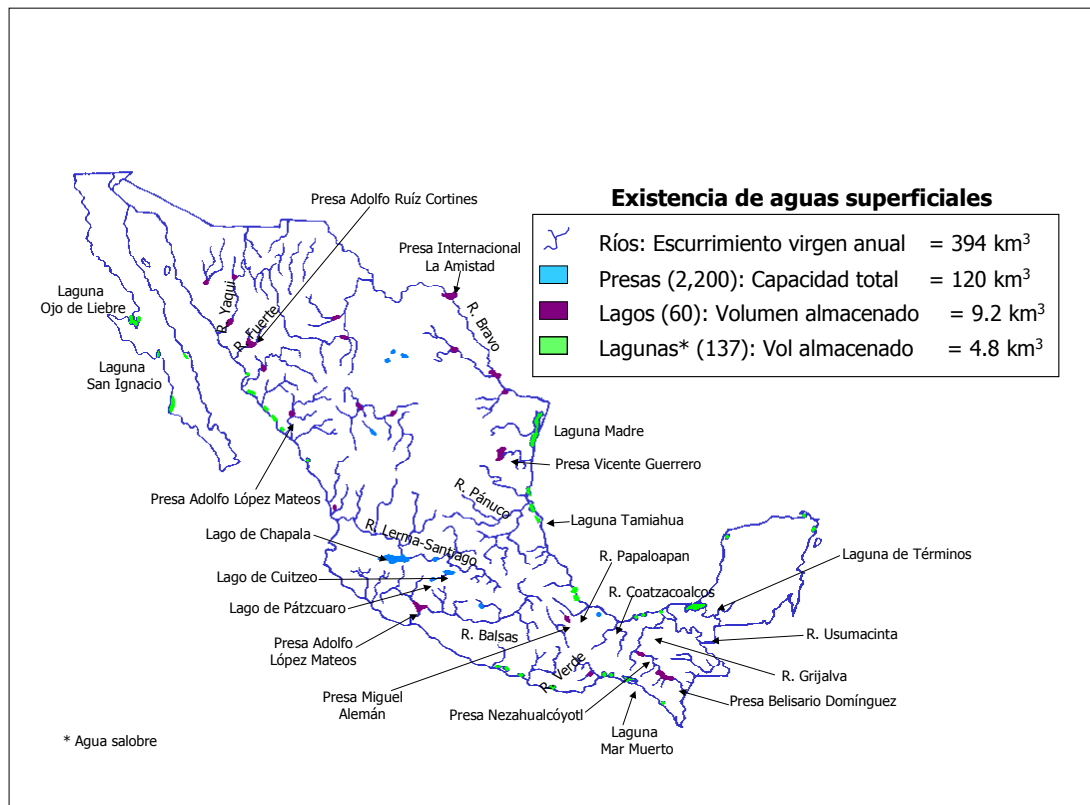 Existencia de aguas superficiales
Ríos: Escurrimiento virgen anual = 394 km³
Presas (2,200): Capacidad total = 120 km³
Lagos (60): Volumen almacenado = 9.2 km³
Lagunas* (137): Vol almacenado = 4.8 km³
Presa Adolfo Ruíz Cortines
Presa Internacional
La Amistad
Laguna
Ojo de Liebre
R. Yaqui
R. Fuerte
R. Bravo
Laguna
San Ignacio
Laguna Madre
Presa Vicente Guerrero
Presa Adolfo López Mateos
R. Pánuco
Laguna Tamiahua
R. Lerma-Santiago
Lago de Chapala
R. Papaloapan
Laguna de Términos
Lago de Cuitzeo
R. Coatzacoalcos
Lago de Pátzcuaro
R. Balsas
R. Usumacinta
Presa Adolfo
López Mateos
R. Verde
R. Grijalva
Presa Miguel
Alemán
Presa Nezahualcóyotl
Presa Belisario Domínguez
Laguna
Mar Muerto
* Agua salobre